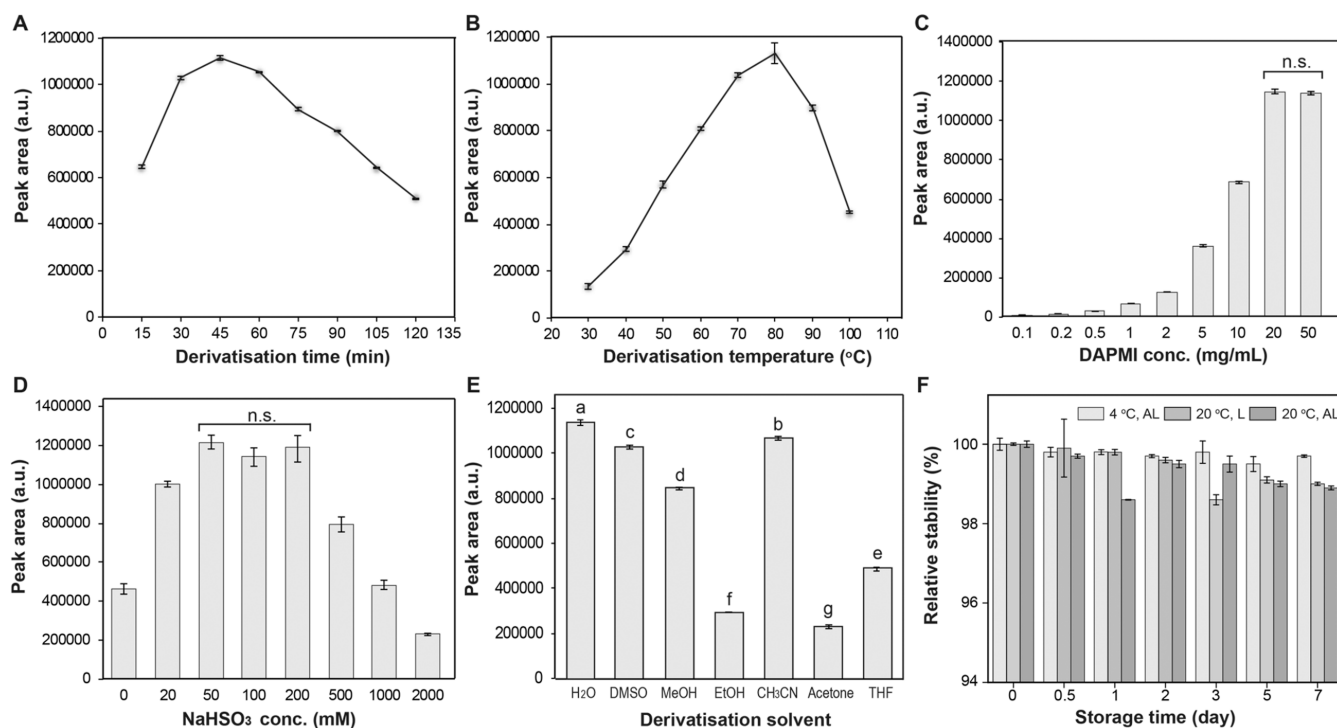 A
Peak area (a.u.)
1200000
1000000
800000
600000
400000
200000
0
0 15 30 45 60 75 90 105 120 135
Derivatisation time (min)
B
Peak area (a.u.)
1200000
1000000
800000
600000
400000
200000
0
30 40 50 60 70 80 90 100 110
Derivatisation temperature (°C)
C
Peak area (a.u.)
1400000
1200000
1000000
800000
600000
400000
200000
0
n.s.
0.1 0.2 0.5 1 2 5 10 20 50
DAPMI conc. (mg/mL)
D
Peak area (a.u.)
1400000
1200000
1000000
800000
600000
400000
200000
0
n.s.
0 20 50 100 200 500 1000 2000
NaHSO₃ conc. (mM)
E
Peak area (a.u.)
1200000
1000000
800000
600000
400000
200000
0
a c d f b g e
H₂O DMSO MeOH EtOH CH₃CN Acetone THF
Derivatisation solvent
F
Relative stability (%)
100
98
96
94
4 °C, AL 20 °C, L 20 °C, AL
0 0.5 1 2 3 5 7
Storage time (day)